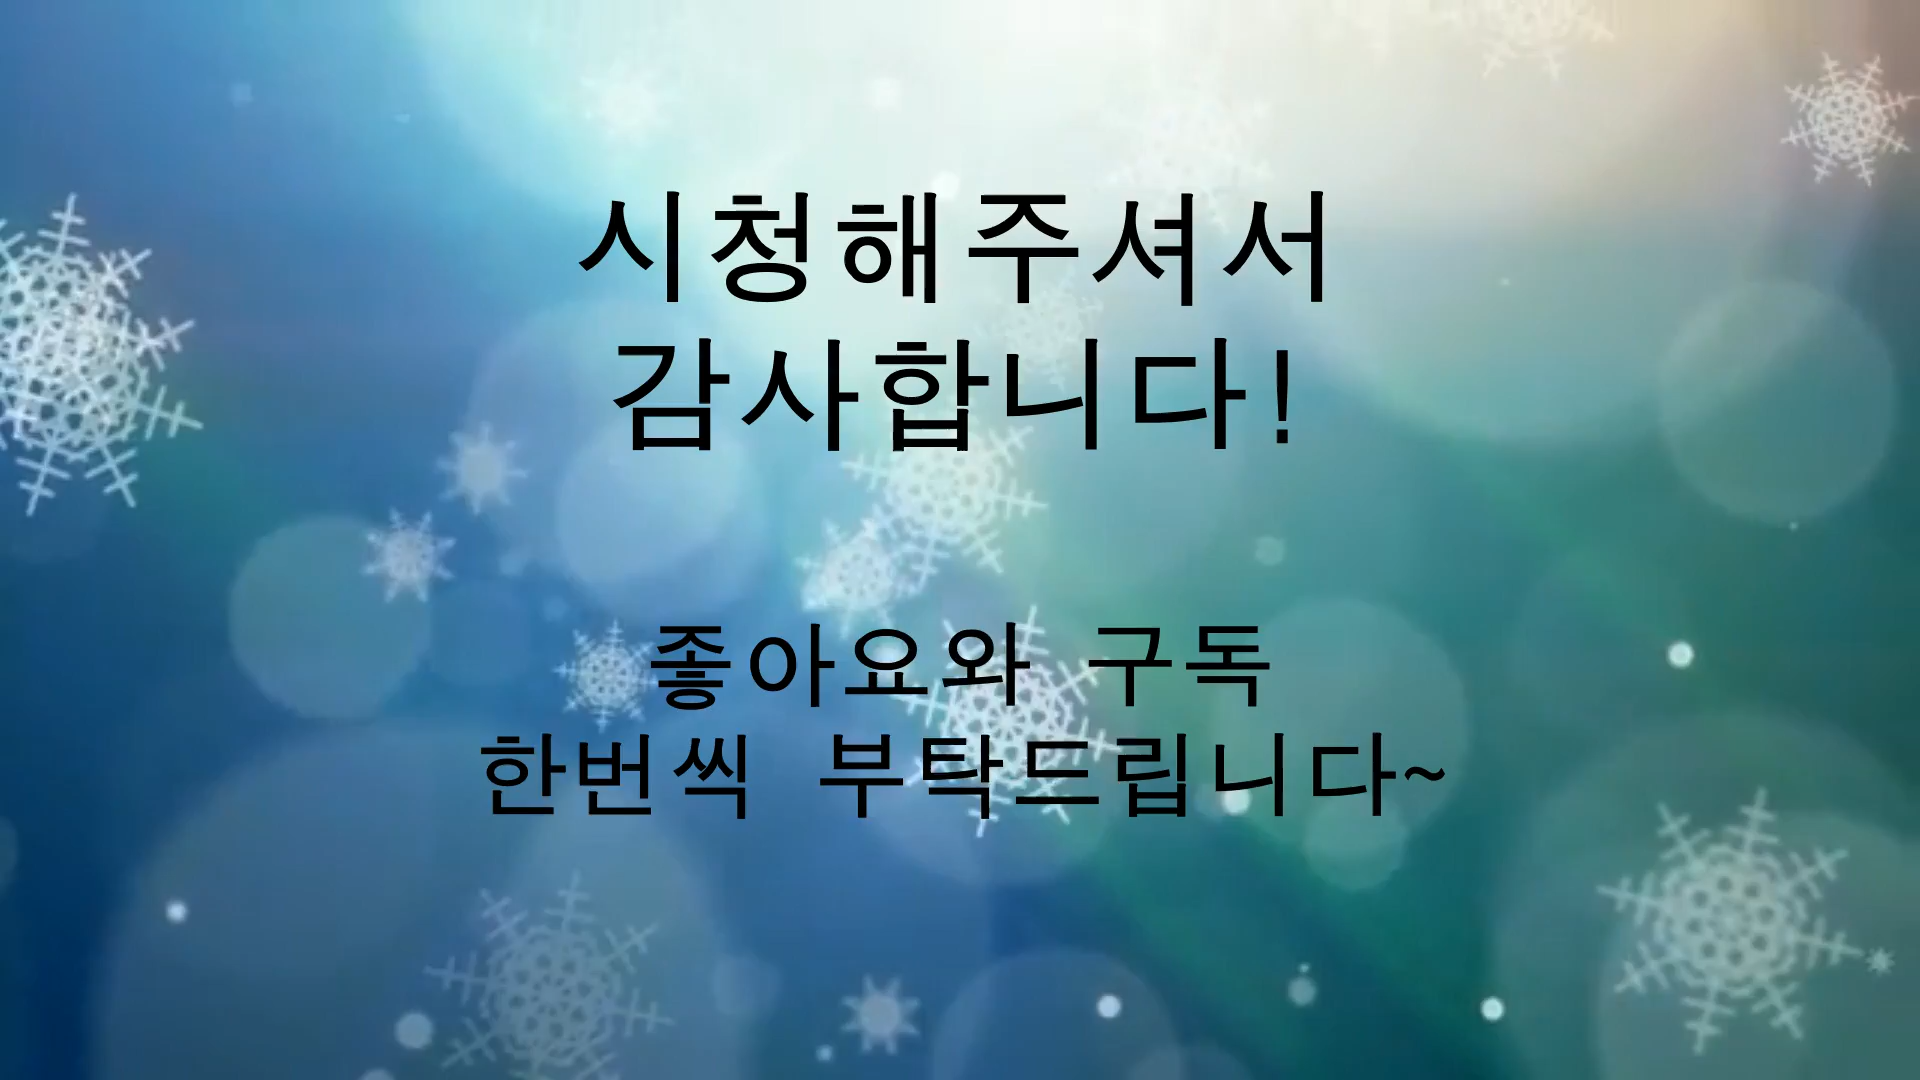 시청해주셔서
감사합니다!
좋아요와 구독
한번씩 부탁드립니다~